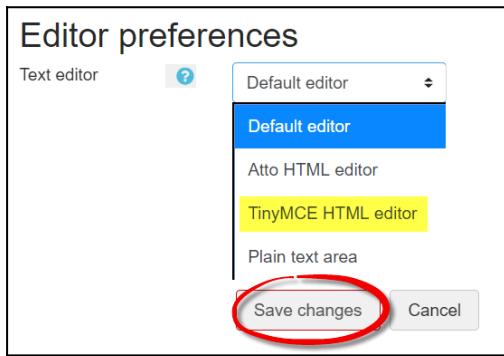 Editor preferences
Text editor ? Default editor
Default editor
Atto HTML editor
TinyMCE HTML editor
Plain text area
Save changes Cancel